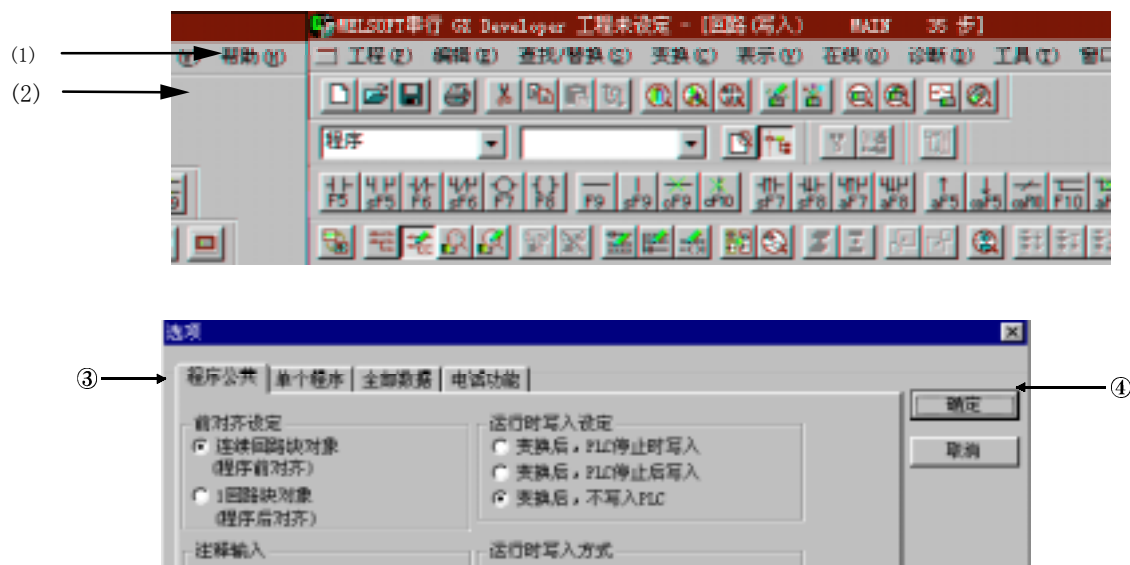 MELSOFT串行 GX Developer 工程未设定 - [回路(写入) MAIN 35 步]
(1) 帮助(H) 工程(F) 编辑(E) 查找/替换(S) 变换(C) 表示(V) 在线(O) 诊断(D) 工具(T) 窗口
(2)
程序
F9 F5 sF5 F6 sF6 F7 F8 F9 sF9 cF9 cF10 sF7 sF8 aF7 aF8 aF5 caF5 caF10 F10
选项
③ 程序公共 单个程序 全部数据 电话功能
④ 确定
前对齐设定 运行时写入设定
连续回路块对象 变换后，PLC停止时写入 取消
(程序前对齐) 变换后，PLC停止后写入
1回路块对象 变换后，不写入PLC
(程序后对齐)
注释输入 运行时写入方式